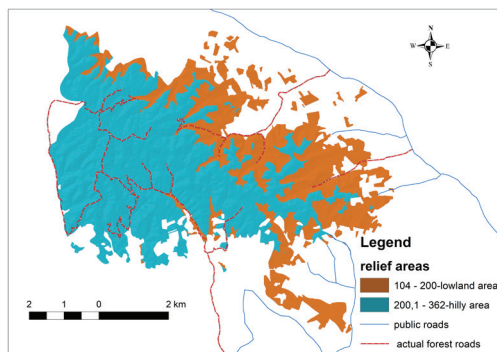 N
W E
S
Legend
relief areas
104 - 200-lowland area
200,1 - 362-hilly area
public roads
actual forest roads
2 1 0 2 km